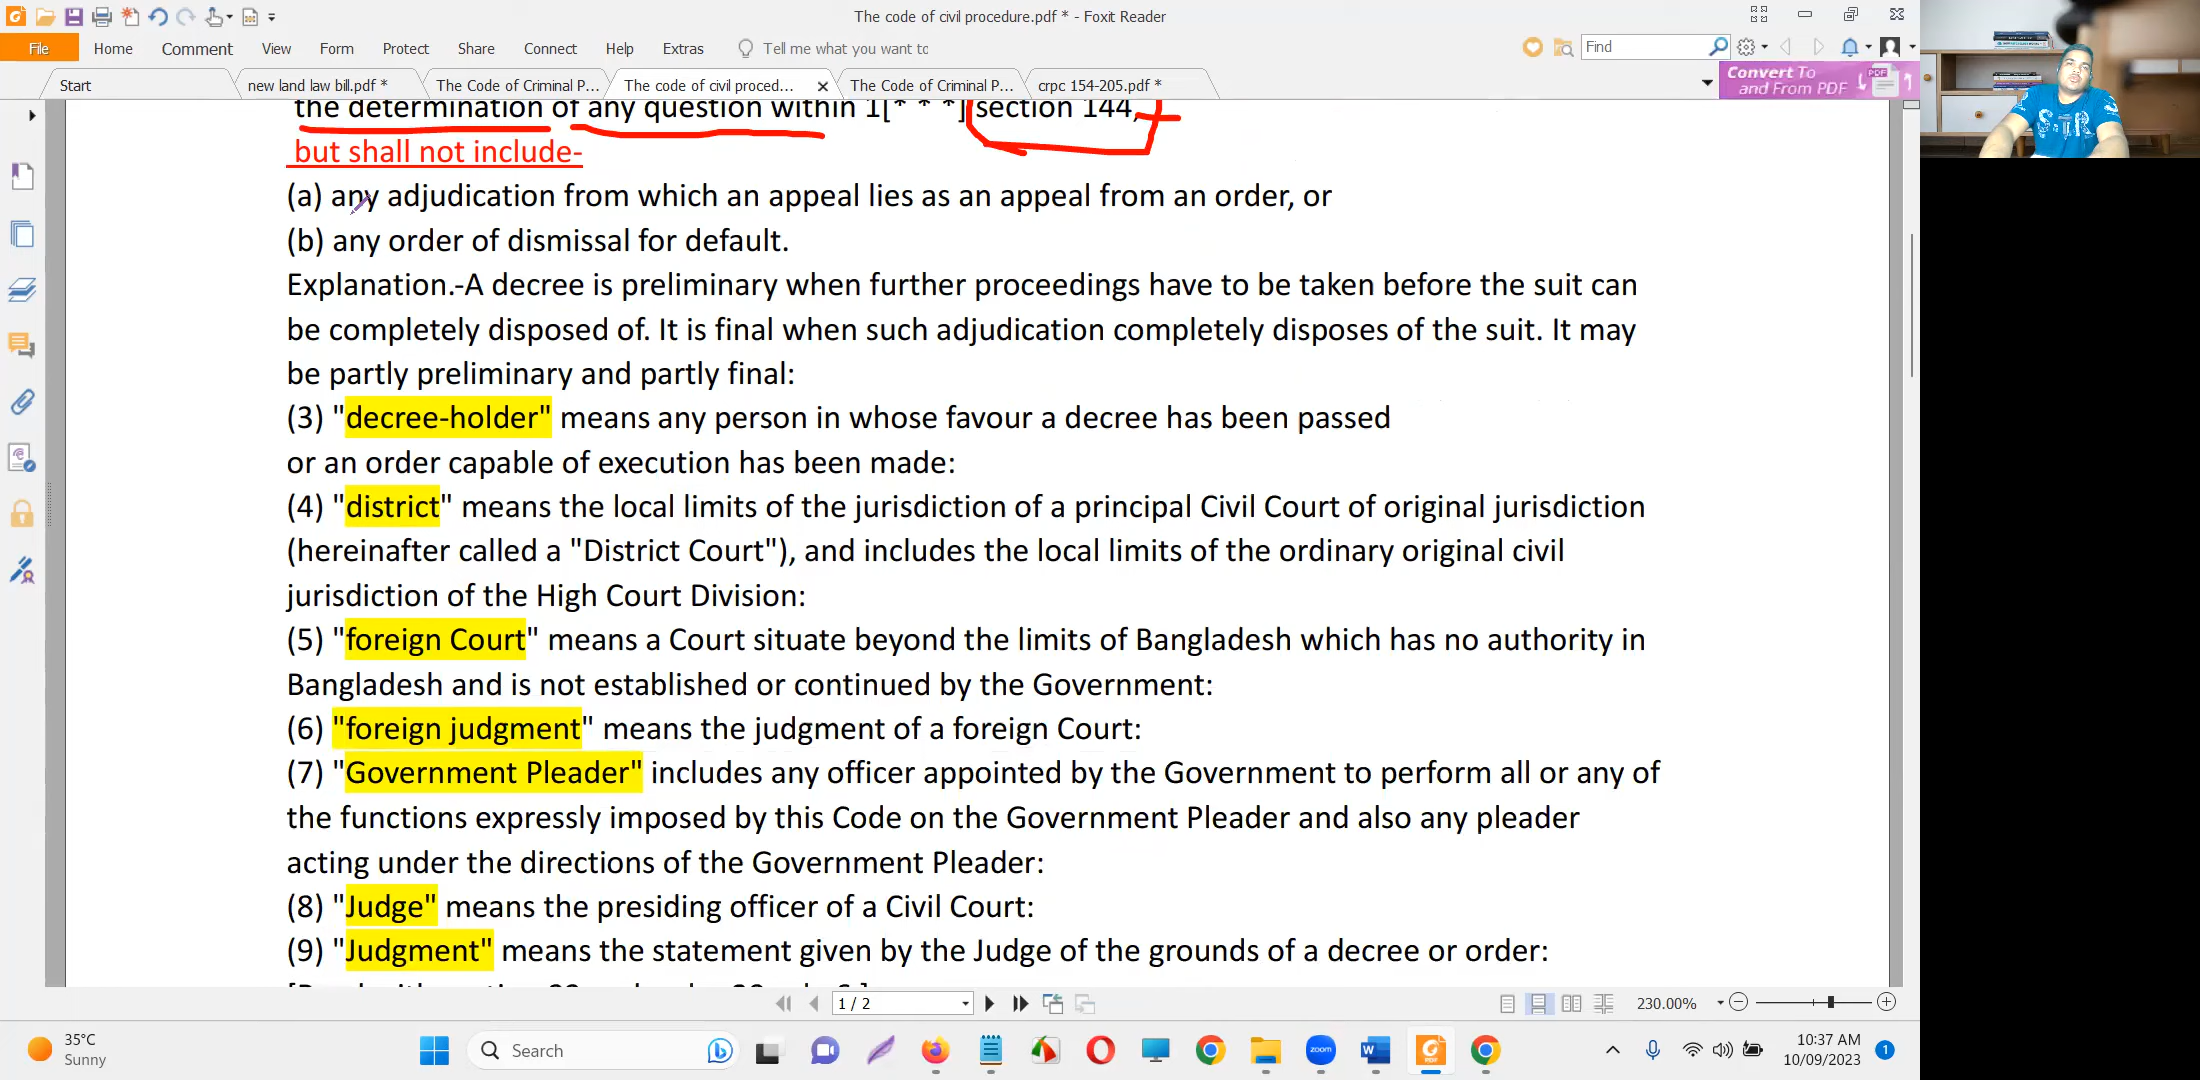 The code of civil procedure.pdf * - Foxit Reader
File Home Comment View Form Protect Share Connect Help Extras Tell me what you want to Find
Start new land law bill.pdf * The Code of Criminal P... The code of civil proced... The Code of Criminal P... crpc 154-205.pdf *
Convert To
and From PDF
PDF
the determination of any question within 1[* * *] section 144,
but shall not include-
(a) any adjudication from which an appeal lies as an appeal from an order, or
(b) any order of dismissal for default.
Explanation.-A decree is preliminary when further proceedings have to be taken before the suit can
be completely disposed of. It is final when such adjudication completely disposes of the suit. It may
be partly preliminary and partly final:
(3) "decree-holder" means any person in whose favour a decree has been passed
or an order capable of execution has been made:
(4) "district" means the local limits of the jurisdiction of a principal Civil Court of original jurisdiction
(hereinafter called a "District Court"), and includes the local limits of the ordinary original civil
jurisdiction of the High Court Division:
(5) "foreign Court" means a Court situate beyond the limits of Bangladesh which has no authority in
Bangladesh and is not established or continued by the Government:
(6) "foreign judgment" means the judgment of a foreign Court:
(7) "Government Pleader" includes any officer appointed by the Government to perform all or any of
the functions expressly imposed by this Code on the Government Pleader and also any pleader
acting under the directions of the Government Pleader:
(8) "Judge" means the presiding officer of a Civil Court:
(9) "Judgment" means the statement given by the Judge of the grounds of a decree or order:
1 / 2 230.00%
35°C
Sunny
Search
zoom
10:37 AM
10/09/2023
1